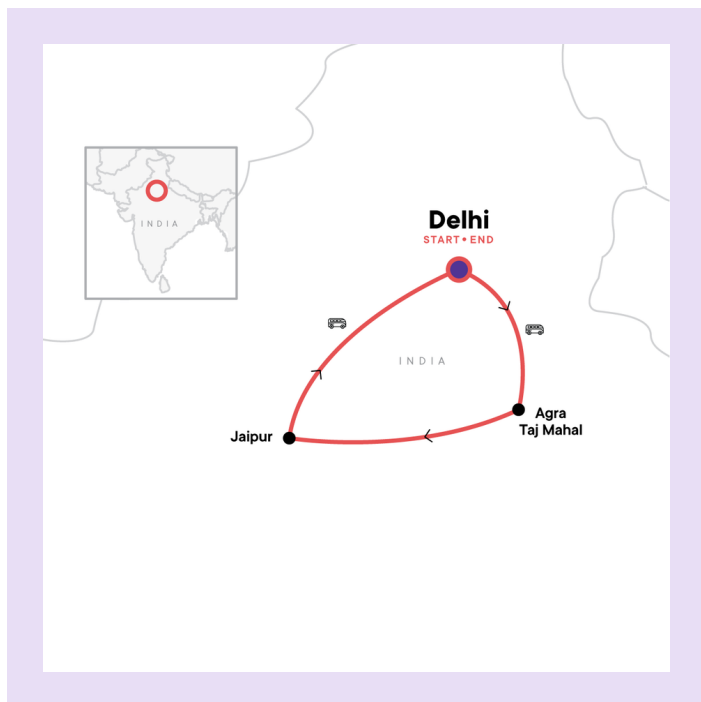 INDIA
Delhi
START • END
INDIA
Agra
Taj Mahal
Jaipur